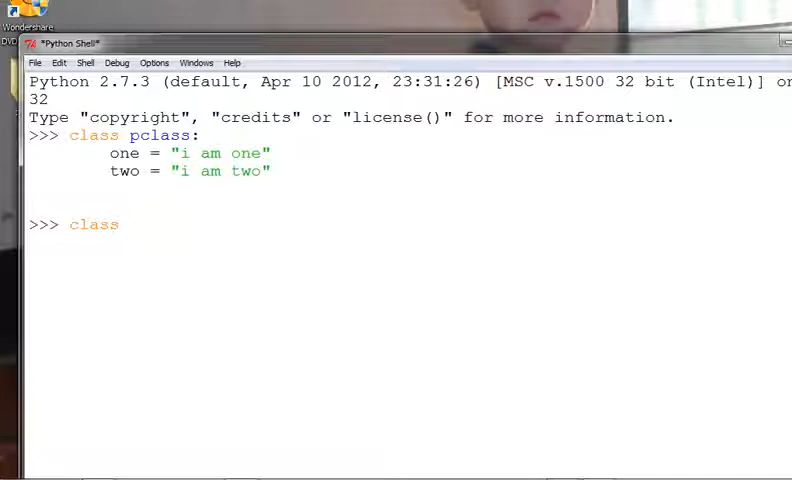 Wondershare
DVD
*Python Shell*
File Edit Shell Debug Options Windows Help
Python 2.7.3 (default, Apr 10 2012, 23:31:26) [MSC v.1500 32 bit (Intel)] on
32
Type "copyright", "credits" or "license()" for more information.
>>> class pclass:
one = "i am one"
two = "i am two"
>>> class